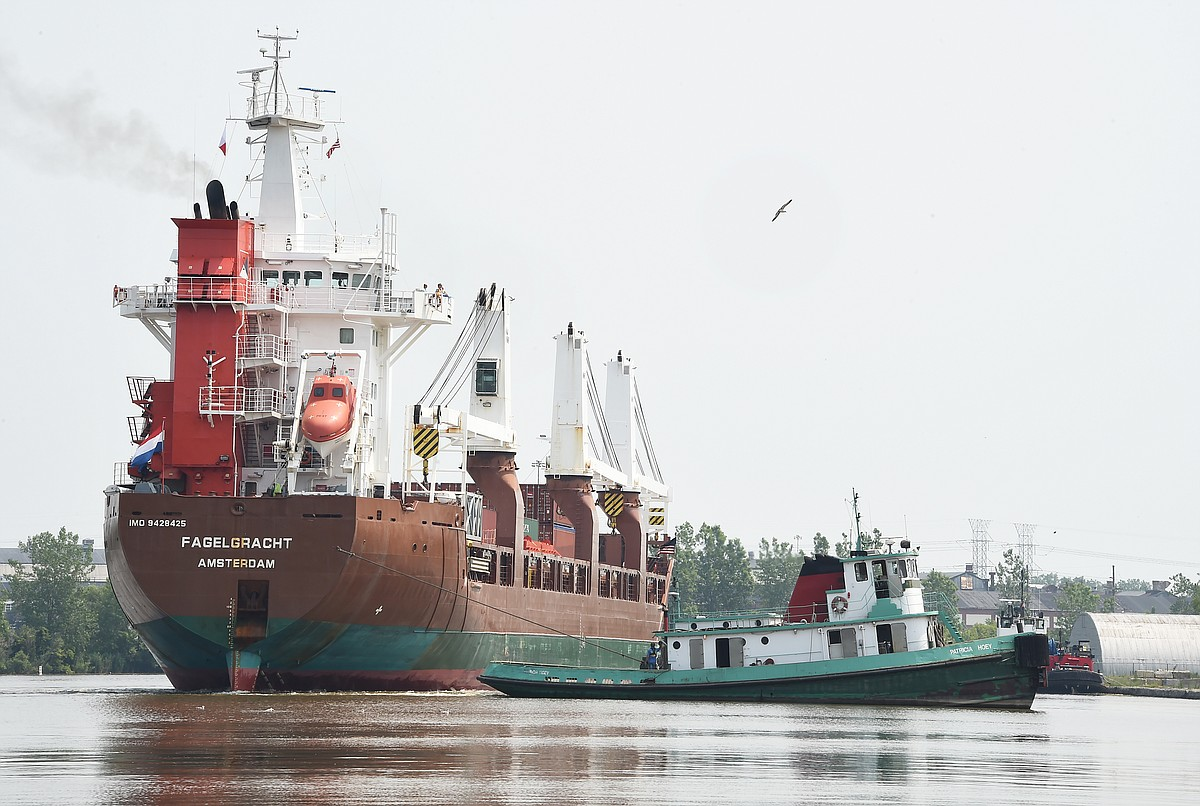 IMO 9428425
FAGELGRACHT
AMSTERDAM
PATRICIA HOEY